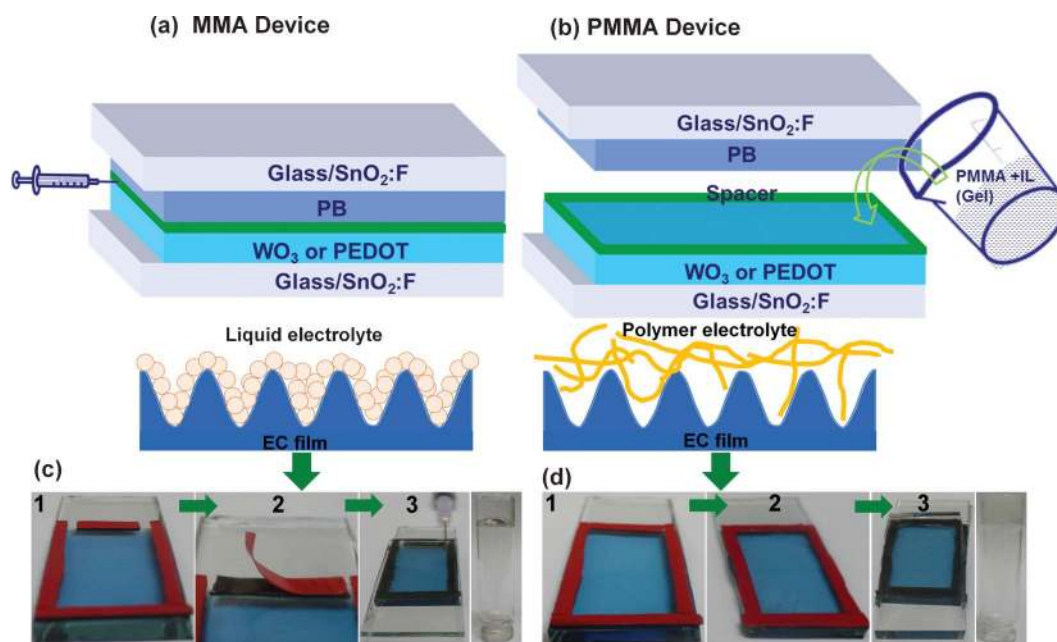 (a) MMA Device
Glass/SnO₂:F
PB
WO₃ or PEDOT
Glass/SnO₂:F
Liquid electrolyte
EC film
(b) PMMA Device
Glass/SnO₂:F
PB
PMMA +IL
(Gel)
Spacer
WO₃ or PEDOT
Glass/SnO₂:F
Polymer electrolyte
EC film
(c)
1
2
3
(d)
1
2
3